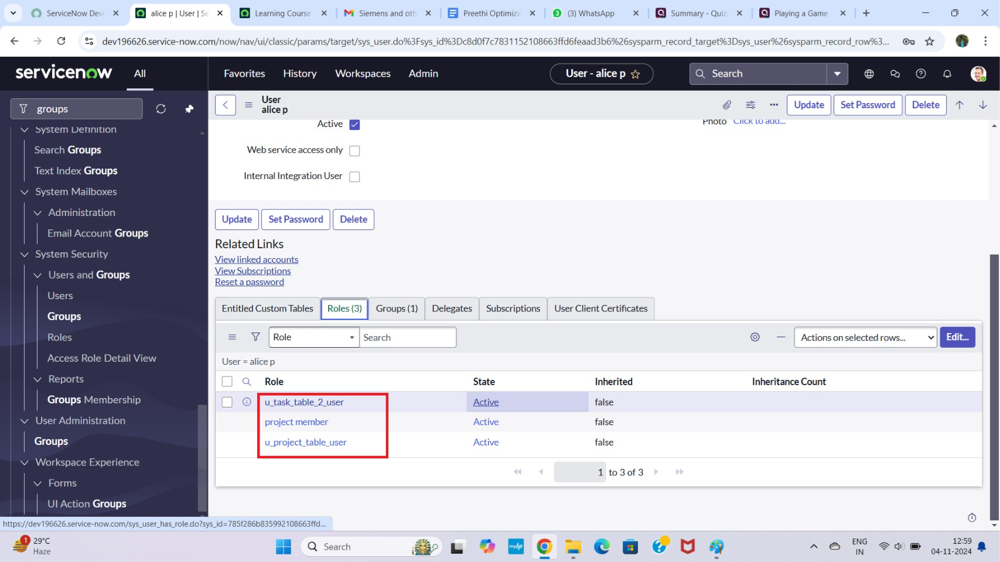 ServiceNow Deve
alice p | User | Se
Learning Course
Siemens and oth
Preethi Optimizin
(3) WhatsApp
Summary - Quizi
Playing a Game -
dev196626.service-now.com/now/nav/ui/classic/params/target/sys_user.do%3Fsys_id%3Dc8d0f7c7831152108663ffd6feaad3b6%26sysparm_record_target%3Dsys_user%26sysparm_record_row%3...
servicenow
All
Favorites
History
Workspaces
Admin
User - alice p
Search
groups
User
alice p
Update
Set Password
Delete
System Definition
Search Groups
Text Index Groups
System Mailboxes
Administration
Email Account Groups
System Security
Users and Groups
Users
Groups
Roles
Access Role Detail View
Reports
Groups Membership
User Administration
Groups
Workspace Experience
Forms
UI Action Groups
Active
Photo Click to add...
Web service access only
Internal Integration User
Update
Set Password
Delete
Related Links
View linked accounts
View Subscriptions
Reset a password
Entitled Custom Tables
Roles (3)
Groups (1)
Delegates
Subscriptions
User Client Certificates
Role
Search
Actions on selected rows...
Edit...
User = alice p
Role State Inherited Inheritance Count
u_task_table_2_user Active false
project member Active false
u_project_table_user Active false
1 to 3 of 3
https://dev196626.service-now.com/sys_user_has_role.do?sys_id=785f286b835992108663ffd...
1
29°C
Haze
Search
myhp
ENG
IN
12:59
04-11-2024